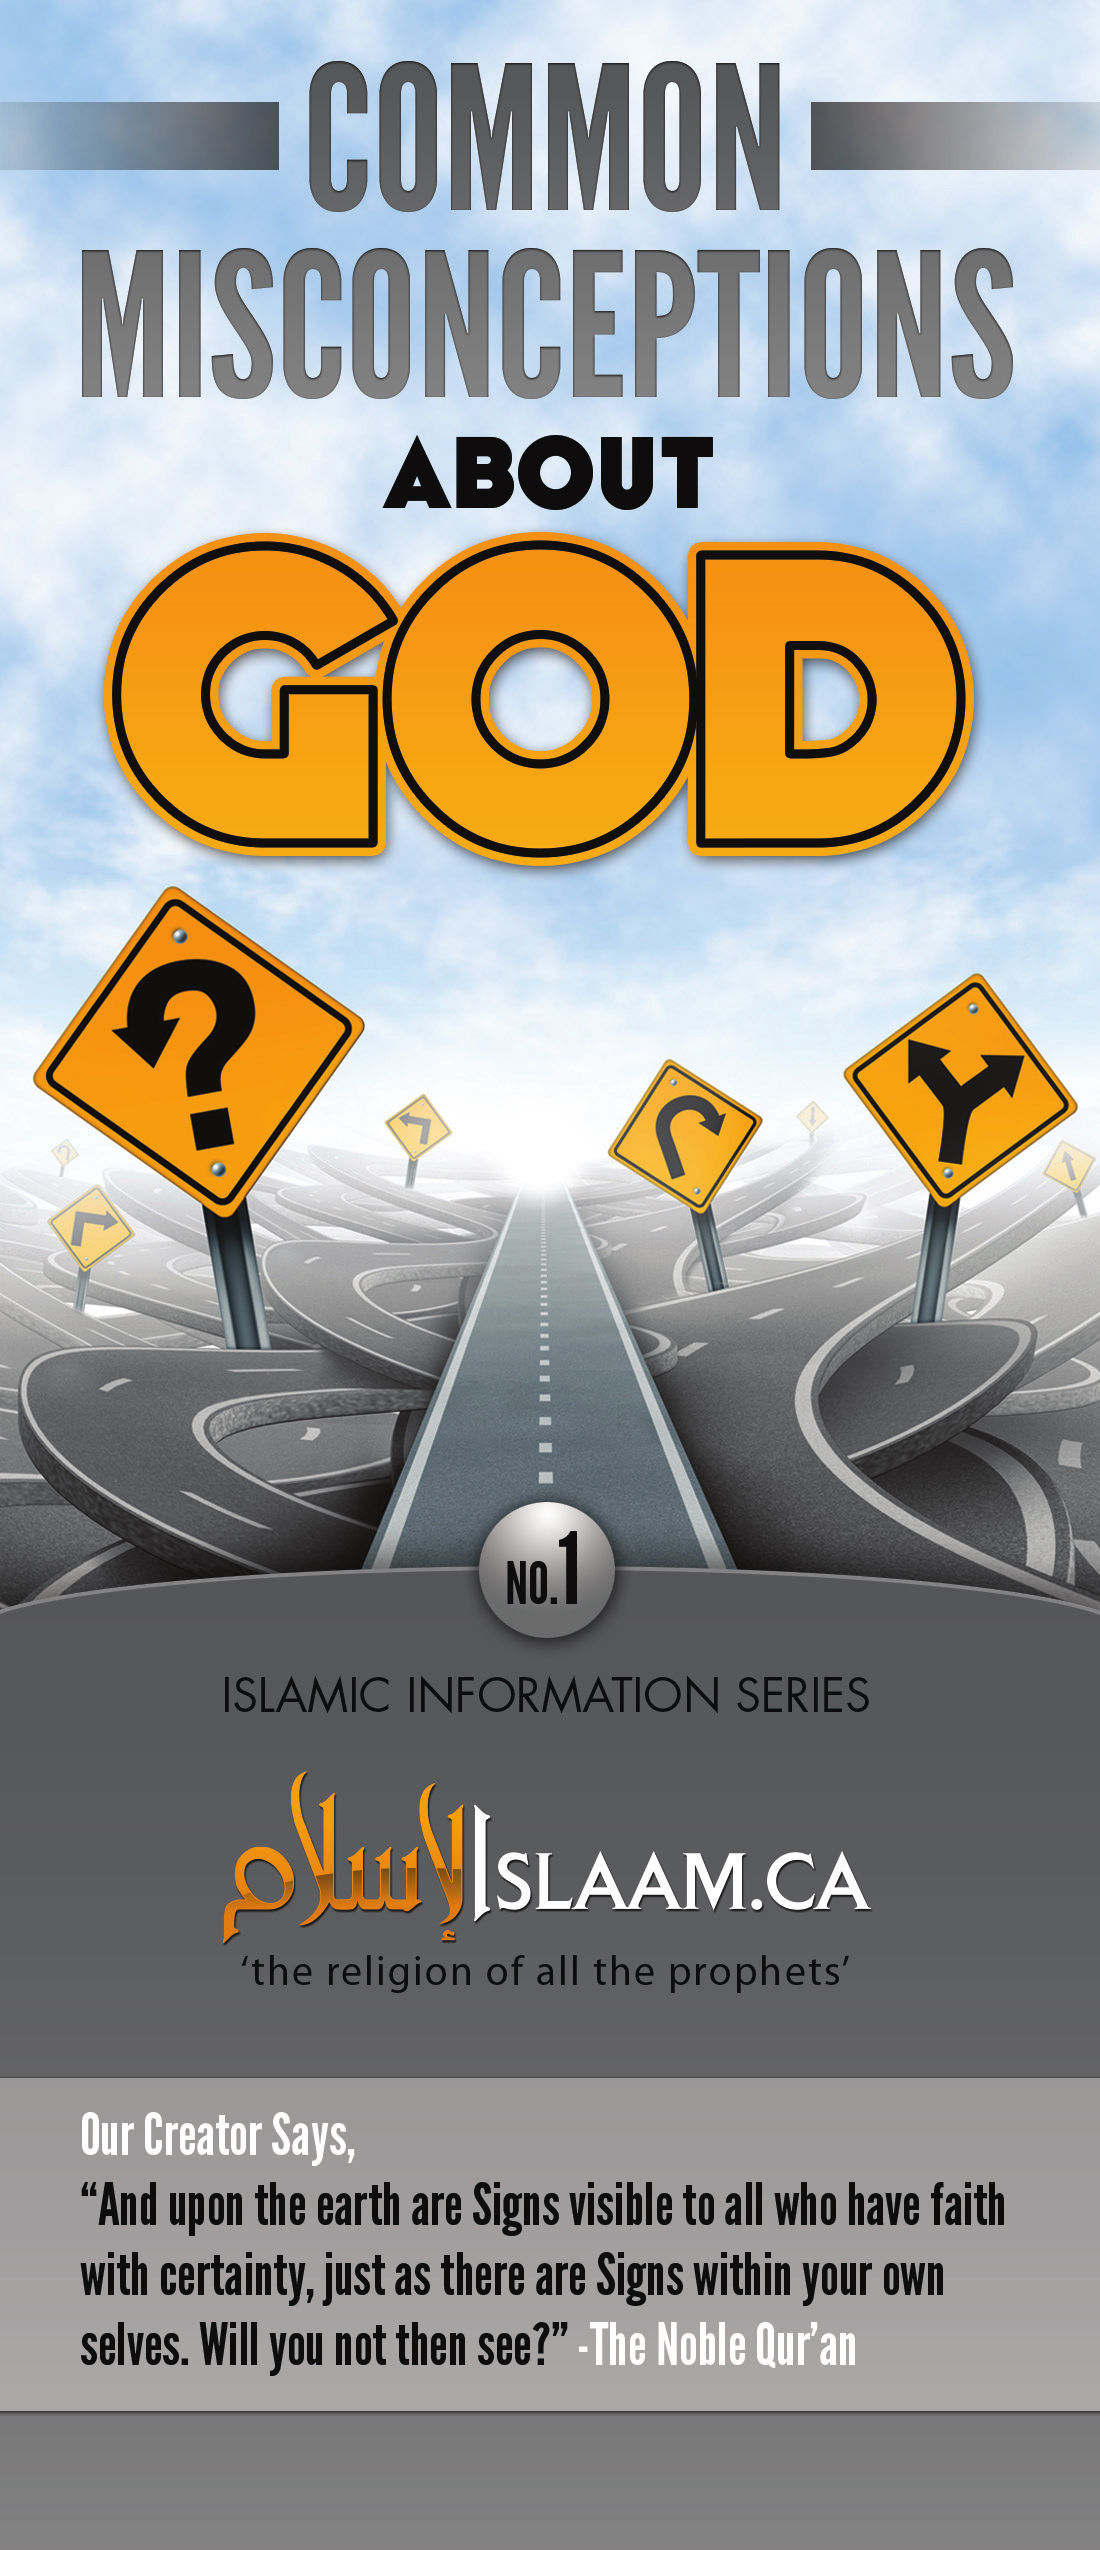 COMMON
MISCONCEPTIONS
ABOUT
GOD
NO.1
ISLAMIC INFORMATION SERIES
الإسلام ISLAAM.CA
‘the religion of all the prophets’
Our Creator Says,
“And upon the earth are Signs visible to all who have faith
with certainty, just as there are Signs within your own
selves. Will you not then see?” -The Noble Qur’an